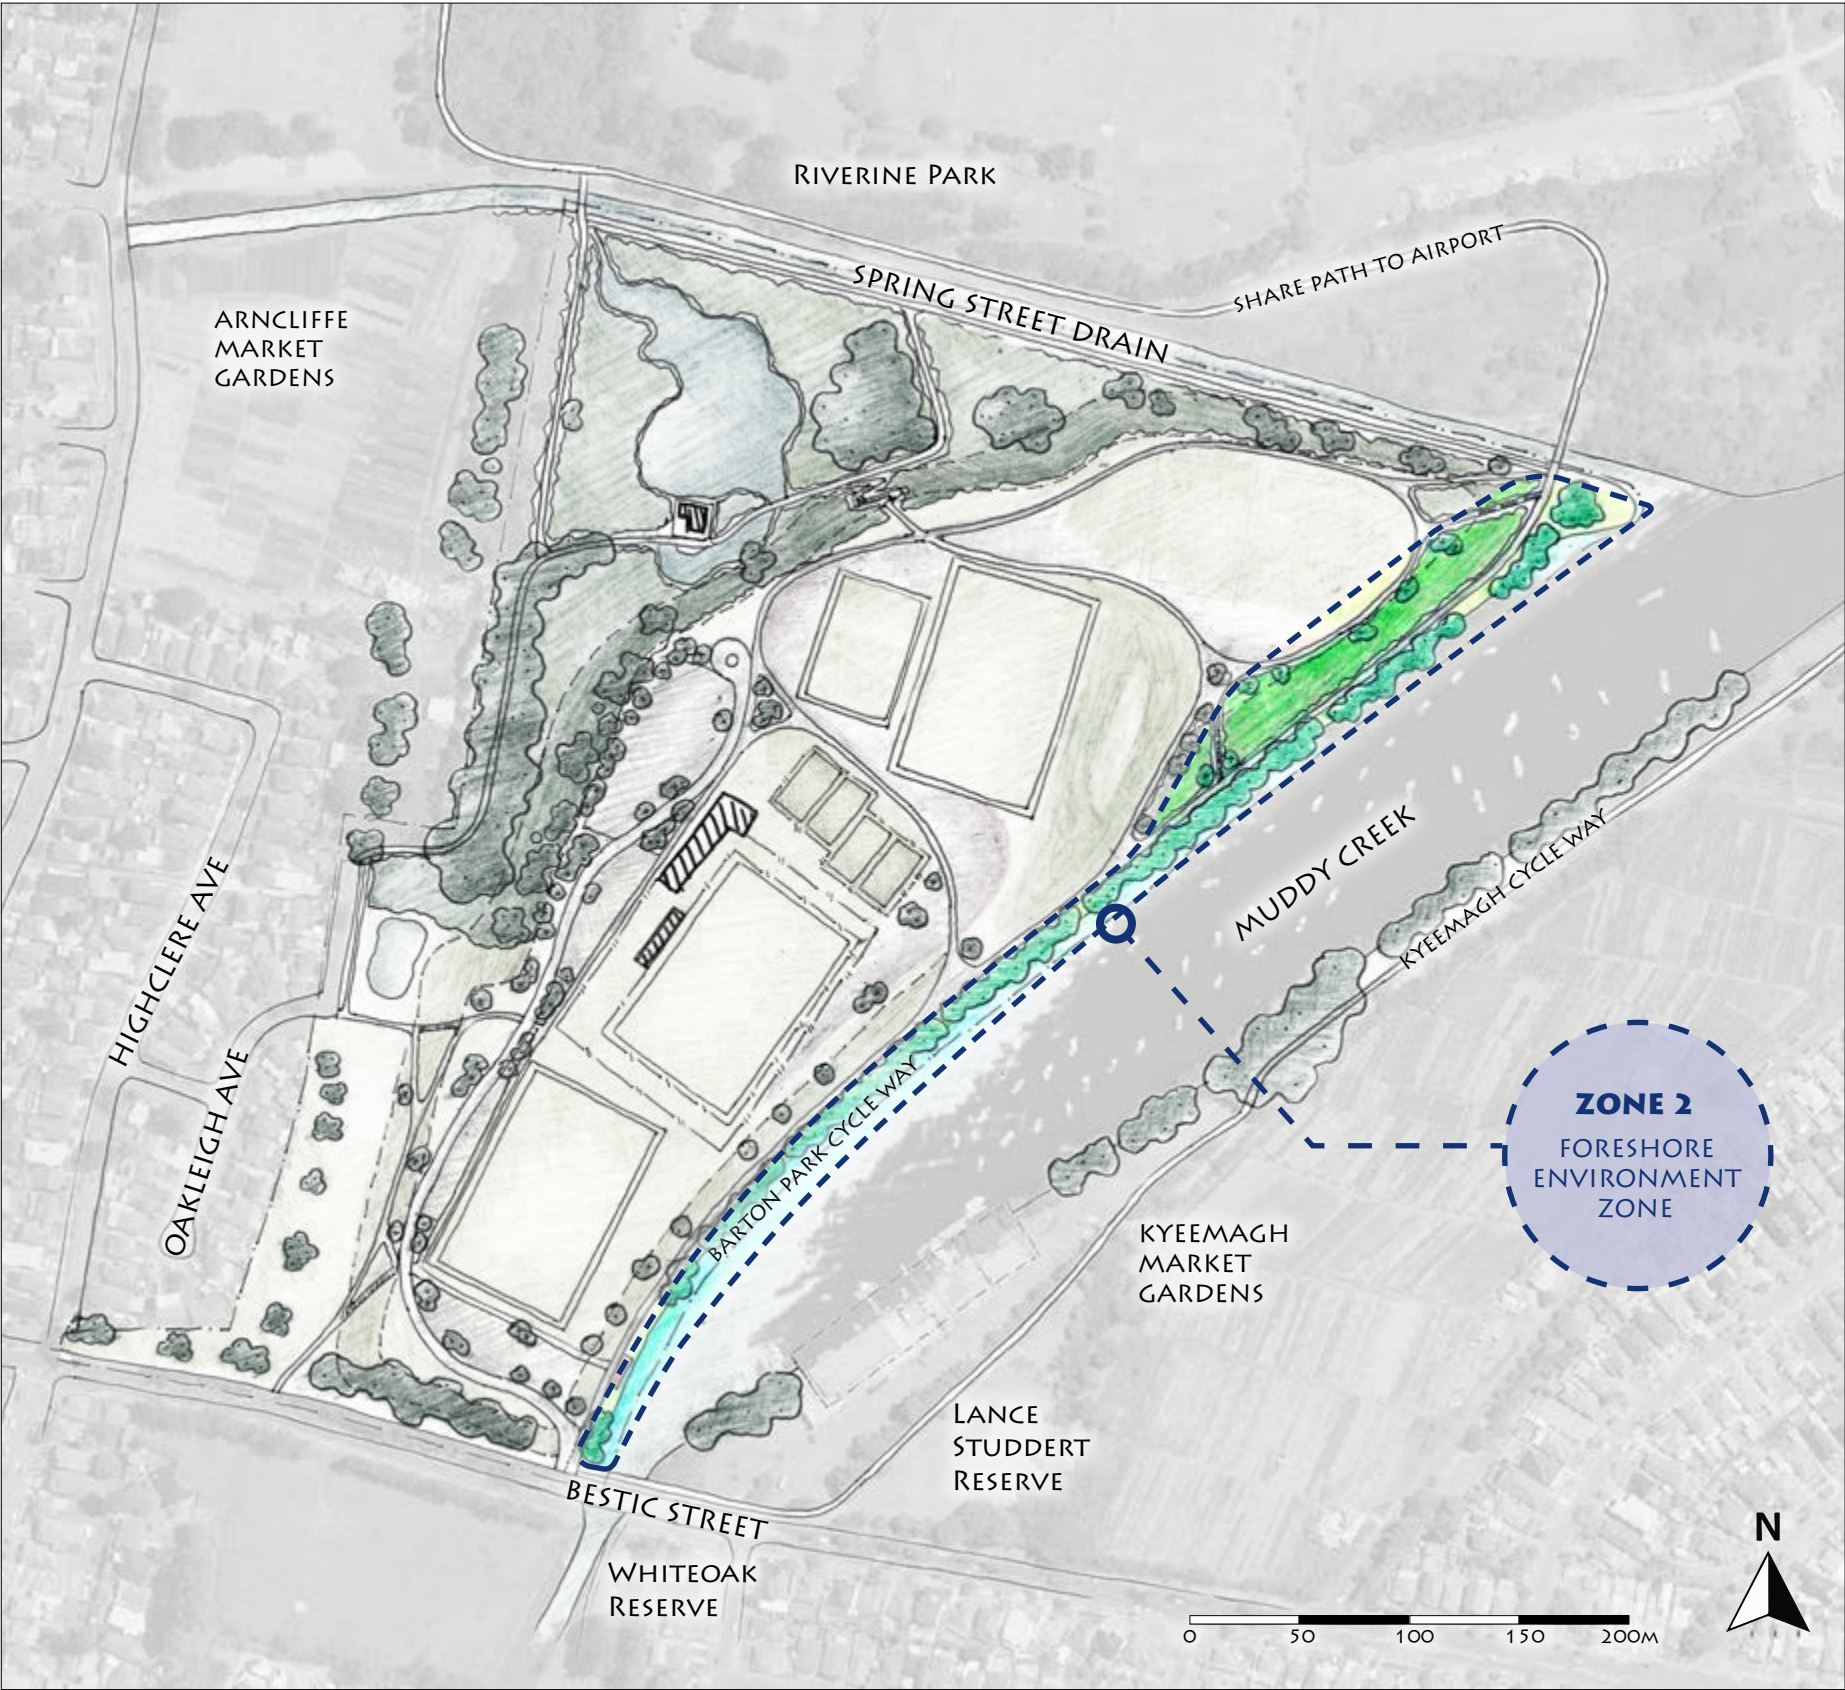 Riverine Park
SHARE PATH TO AIRPORT
SPRING STREET DRAIN
ARNCLIFFE
MARKET
GARDENS
MUDDY CREEK
KYEEMAGH CYCLE WAY
HIGHCLERE AVE
OAKLEIGH AVE
BARTON PARK CYCLE WAY
ZONE 2
FORESHORE
ENVIRONMENT
ZONE
KYEEMAGH
MARKET
GARDENS
LANCE
STUDDERT
RESERVE
BESTIC STREET
WHITEOAK
RESERVE
N
0 50 100 150 200M